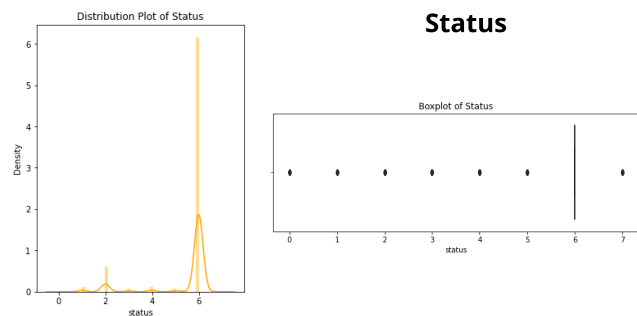 Status
Distribution Plot of Status
6
5
4
3
2
1
0
Density
0 2 4 6
status
Boxplot of Status
0 1 2 3 4 5 6 7
status